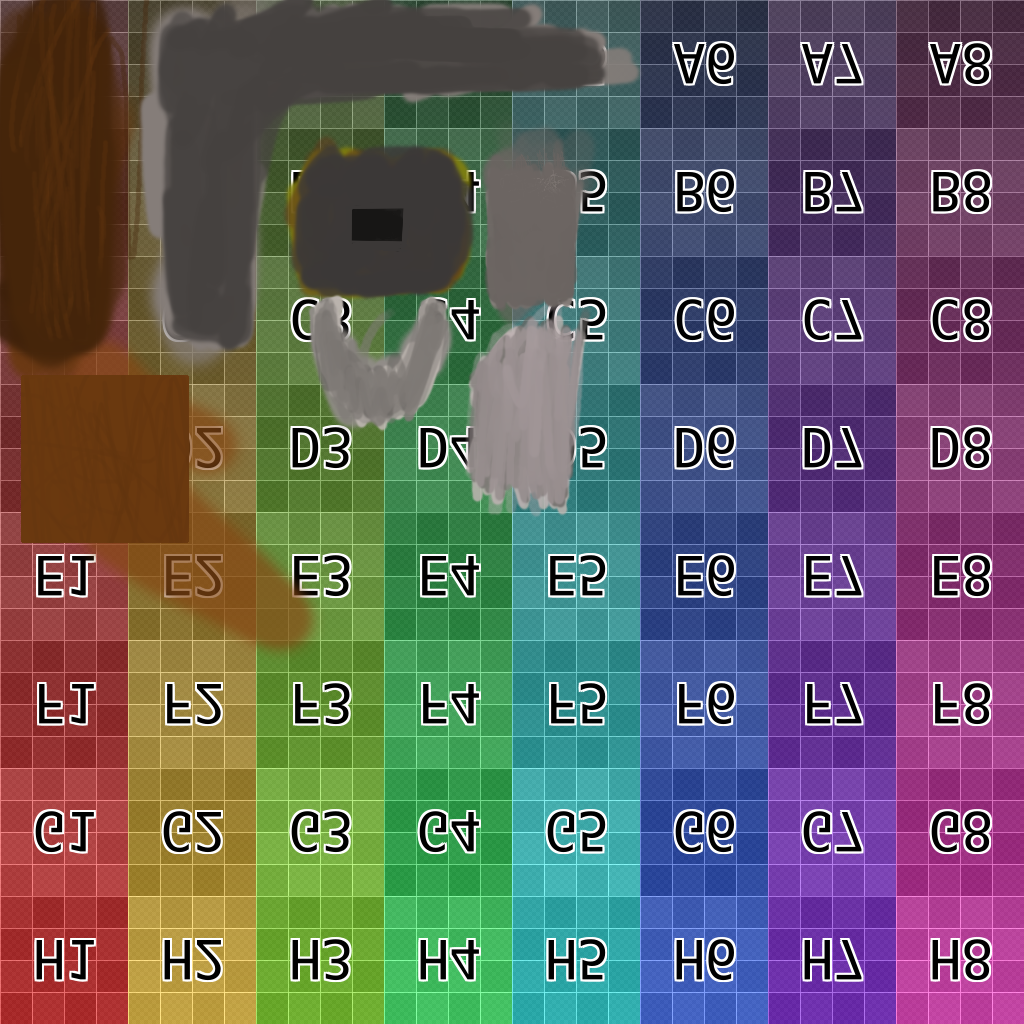 A6 A7 A8
B6 B7 B8
C3 C5 C6 C7 C8
D3 D4 D6 D7 D8
E1 E2 E3 E4 E5 E6 E7 E8
F1 F2 F3 F4 F5 F6 F7 F8
G1 G2 G3 G4 G5 G6 G7 G8
H1 H2 H3 H4 H5 H6 H7 H8